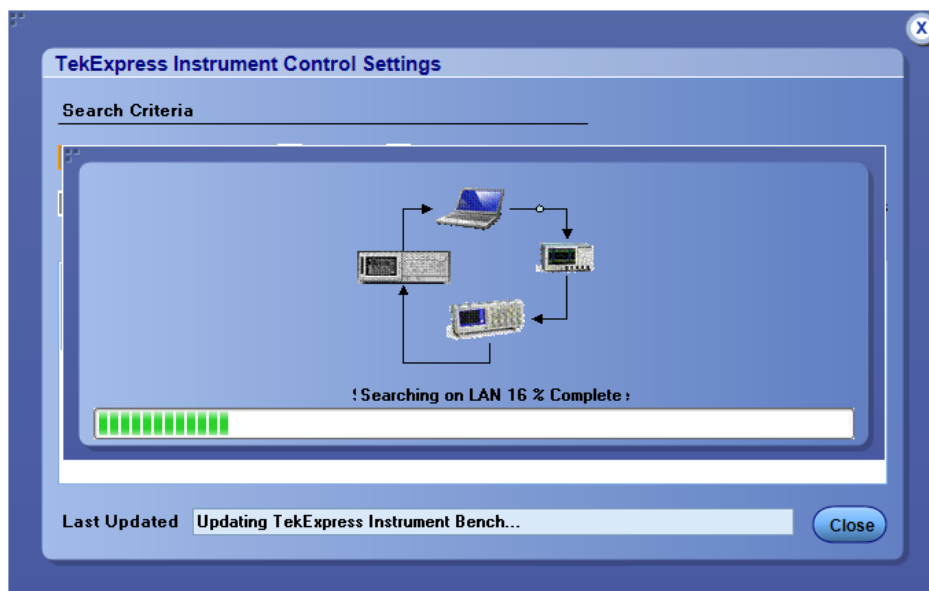 X
TekExpress Instrument Control Settings
Search Criteria
Searching on LAN 16 % Complete
Last Updated Updating TekExpress Instrument Bench...
Close